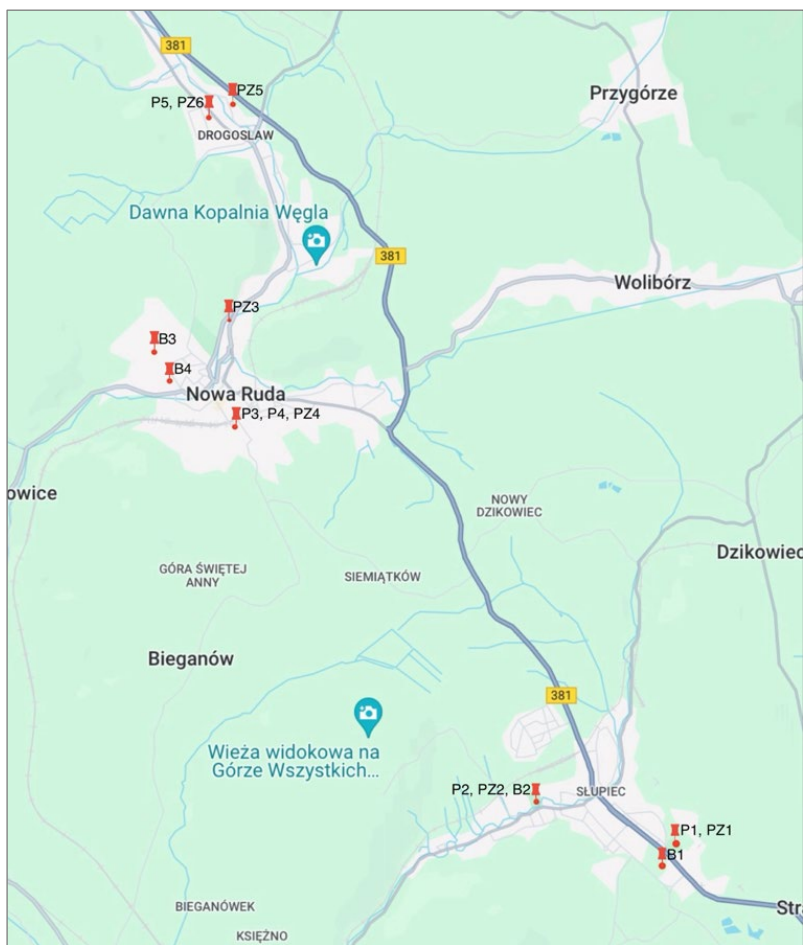 381
PZ5
P5, PZ6
DROGOSLAW
Przygórze
Dawna Kopalnia Węgla
381
Wolibórz
PZ3
B3
B4
Nowa Ruda
P3, P4, PZ4
owice
NOWY
DZIKOWIEC
Dzikowiec
GÓRA ŚWIĘTEJ
ANNY
SIEMIĄTKÓW
Bieganów
381
Wieża widokowa na
Górze Wszystkich...
P2, PZ2, B2
SŁUPIEC
P1, PZ1
B1
BIEGANÓWEK
Stra
KSIĘŻNO